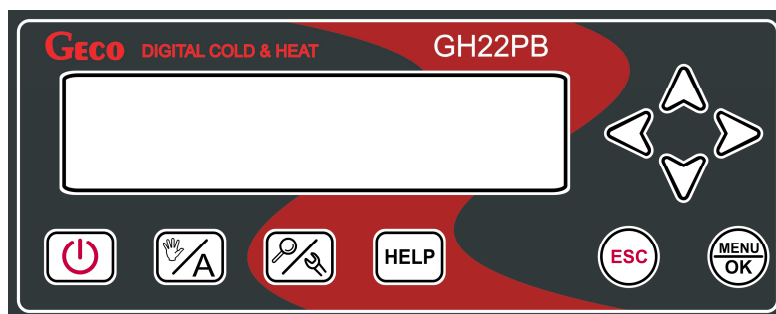 GECO DIGITAL COLD & HEAT GH22PB
A HELP ESC MENU
OK